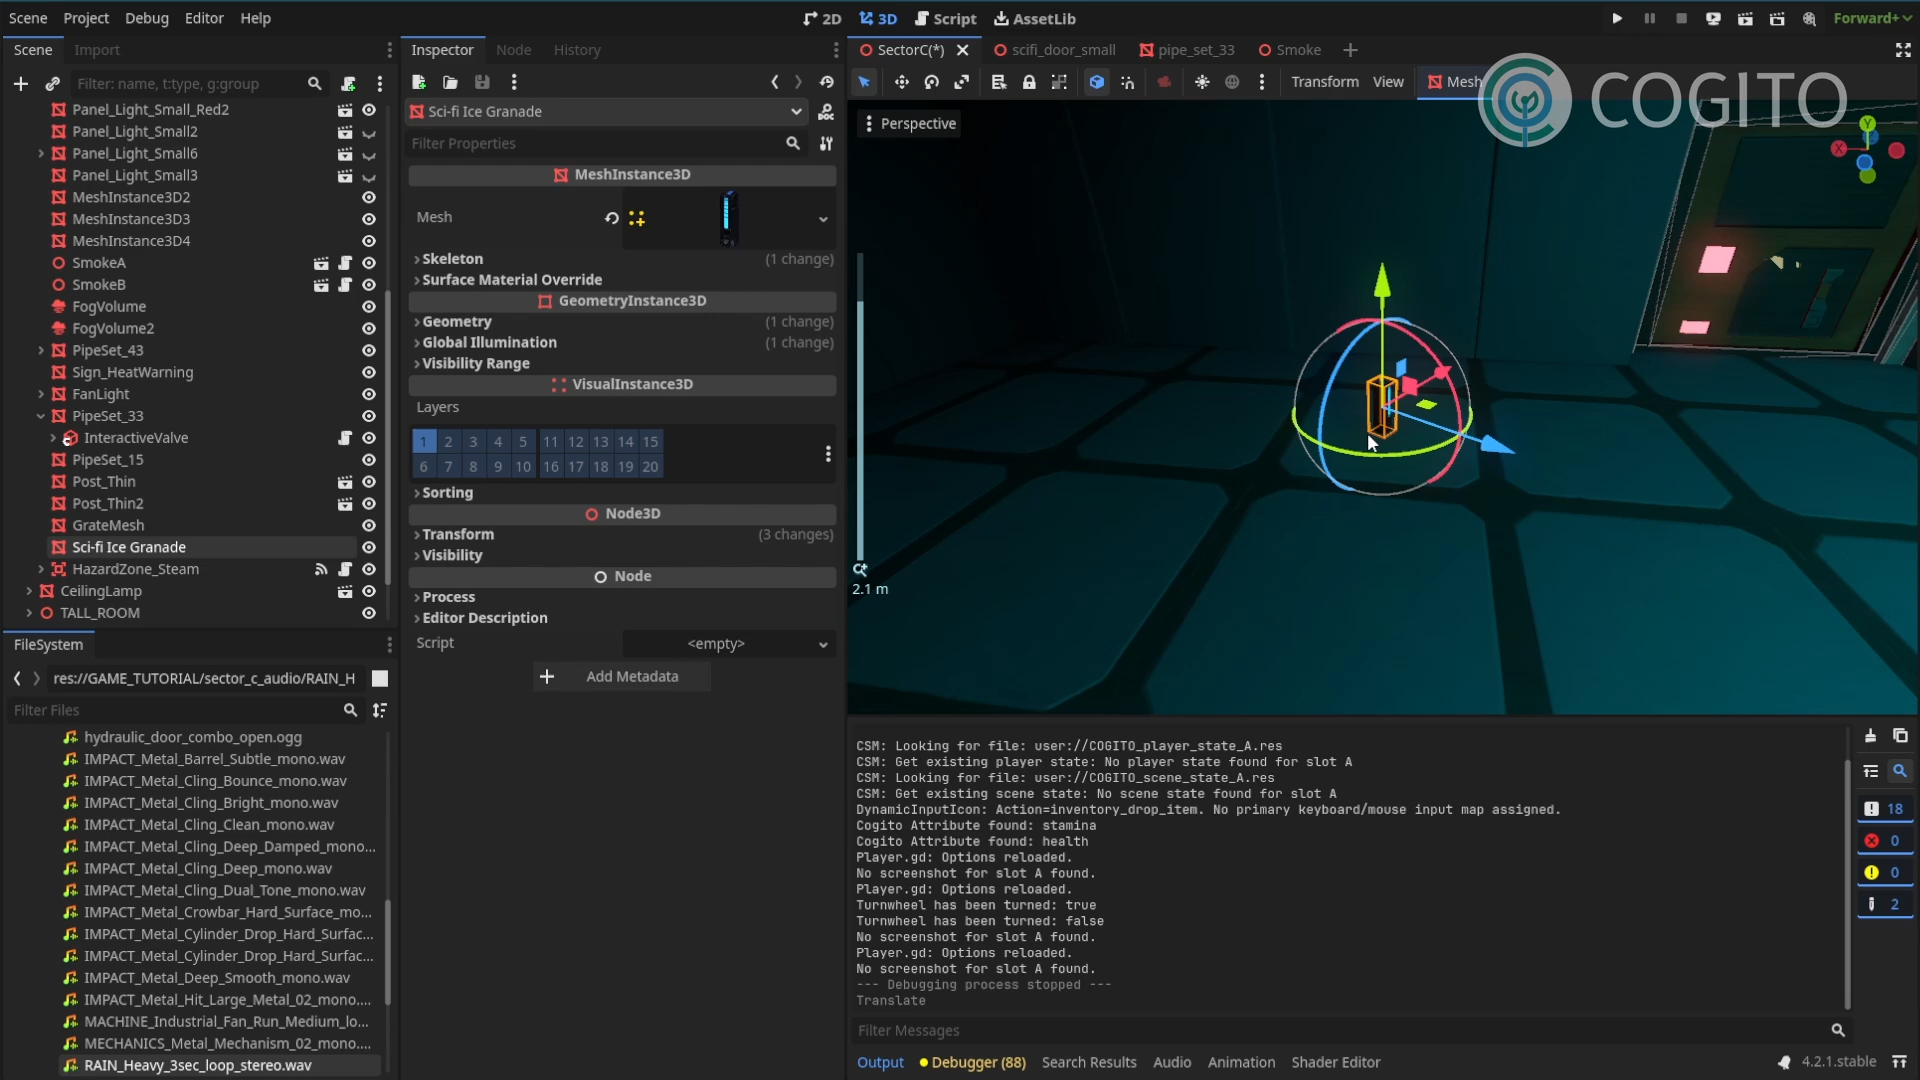 Scene Project Debug Editor Help
2D 3D Script AssetLib
Forward+
Scene Import
Inspector Node History
SectorC(*) scifi_door_small pipe_set_33 Smoke
Filter: name, t:type, g:group
Transform View Mesh
COGITO
Panel_Light_Small_Red2
Panel_Light_Small2
Panel_Light_Small6
Panel_Light_Small3
MeshInstance3D2
MeshInstance3D3
MeshInstance3D4
SmokeA
SmokeB
FogVolume
FogVolume2
PipeSet_43
Sign_HeatWarning
FanLight
PipeSet_33
InteractiveValve
PipeSet_15
Post_Thin
Post_Thin2
GrateMesh
Sci-fi Ice Granade
HazardZone_Steam
CeilingLamp
TALL_ROOM
Sci-fi Ice Granade
Filter Properties
MeshInstance3D
Mesh
Skeleton (1 change)
Surface Material Override
GeometryInstance3D
Geometry (1 change)
Global Illumination (1 change)
Visibility Range
VisualInstance3D
Layers
1 2 3 4 5 11 12 13 14 15
6 7 8 9 10 16 17 18 19 20
Sorting
Node3D
Transform (3 changes)
Visibility
Node
Process
Editor Description
Script <empty>
Add Metadata
Perspective
Y
2.1 m
FileSystem
res://GAME_TUTORIAL/sector_c_audio/RAIN_H
Filter Files
hydraulic_door_combo_open.ogg
IMPACT_Metal_Barrel_Subtle_mono.wav
IMPACT_Metal_Cling_Bounce_mono.wav
IMPACT_Metal_Cling_Bright_mono.wav
IMPACT_Metal_Cling_Clean_mono.wav
IMPACT_Metal_Cling_Deep_Damped_mono...
IMPACT_Metal_Cling_Deep_mono.wav
IMPACT_Metal_Cling_Dual_Tone_mono.wav
IMPACT_Metal_Crowbar_Hard_Surface_mo...
IMPACT_Metal_Cylinder_Drop_Hard_Surfac...
IMPACT_Metal_Cylinder_Drop_Hard_Surfac...
IMPACT_Metal_Deep_Smooth_mono.wav
IMPACT_Metal_Hit_Large_Metal_02_mono....
MACHINE_Industrial_Fan_Run_Medium_lo...
MECHANICS_Metal_Mechanism_02_mono....
RAIN_Heavy_3sec_loop_stereo.wav
CSM: Looking for file: user://COGITO_player_state_A.res
CSM: Get existing player state: No player state found for slot A
CSM: Looking for file: user://COGITO_scene_state_A.res
CSM: Get existing scene state: No scene state found for slot A
DynamicInputIcon: Action=inventory_drop_item. No primary keyboard/mouse input map assigned.
Cogito Attribute found: stamina
Cogito Attribute found: health
Player.gd: Options reloaded.
No screenshot for slot A found.
Player.gd: Options reloaded.
Turnwheel has been turned: true
Turnwheel has been turned: false
No screenshot for slot A found.
Player.gd: Options reloaded.
No screenshot for slot A found.
--- Debugging process stopped ---
Translate
18
0
0
2
Filter Messages
Output Debugger (88) Search Results Audio Animation Shader Editor
4.2.1.stable